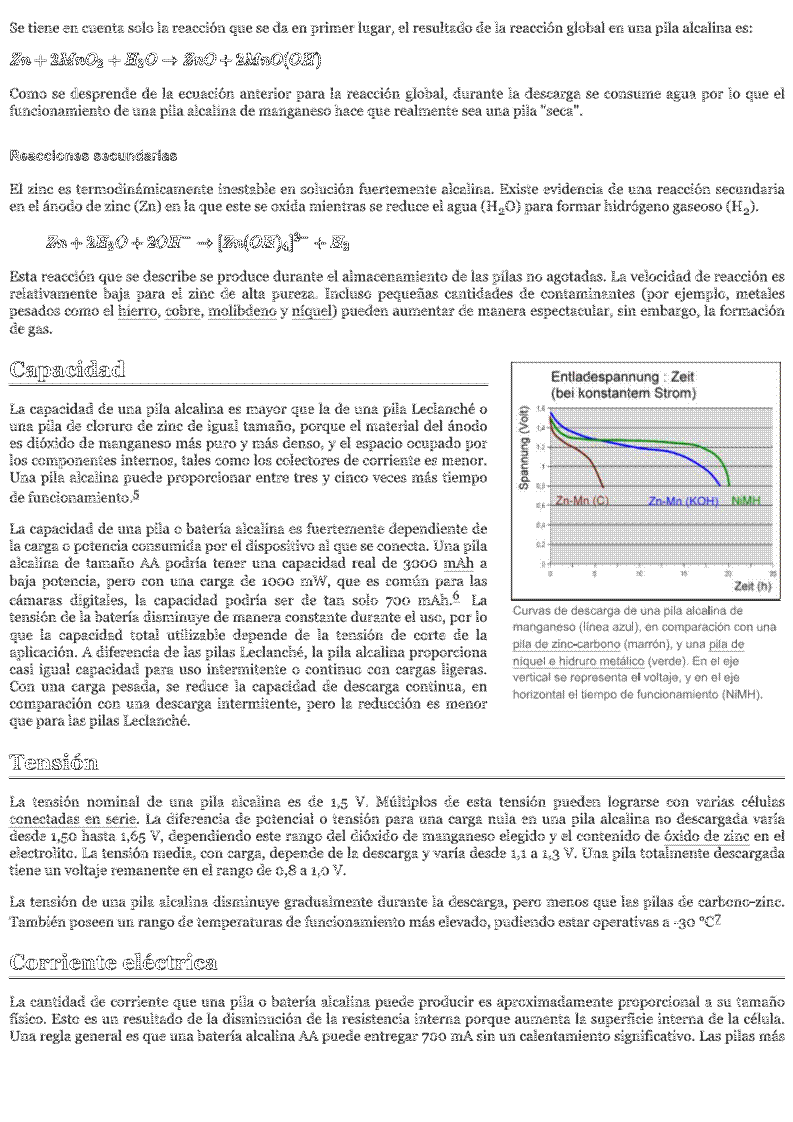 Se tiene en cuenta solo la reacción que se da en primer lugar, el resultado de la reacción global en una pila alcalina es:
Zn + 2MnO₂ + H₂O → ZnO + 2MnO(OH)
Como se desprende de la ecuación anterior para la reacción global, durante la descarga se consume agua por lo que el
funcionamiento de una pila alcalina de manganeso hace que realmente sea una pila "seca".
Reacciones secundarias
El zinc es termodinámicamente inestable en solución fuertemente alcalina. Existe evidencia de una reacción secundaria
en el ánodo de zinc (Zn) en la que este se oxida mientras se reduce el agua (H₂O) para formar hidrógeno gaseoso (H₂).
Zn + 2H₂O + 2OH⁻ → [Zn(OH)₄]²⁻ + H₂
Esta reacción que se describe se produce durante el almacenamiento de las pilas no agotadas. La velocidad de reacción es
relativamente baja para el zinc de alta pureza. Incluso pequeñas cantidades de contaminantes (por ejemplo, metales
pesados como el hierro, cobre, molibdeno y níquel) pueden aumentar de manera espectacular, sin embargo, la formación
de gas.
Capacidad
La capacidad de una pila alcalina es mayor que la de una pila Leclanché o
una pila de cloruro de zinc de igual tamaño, porque el material del ánodo
es dióxido de manganeso más puro y más denso, y el espacio ocupado por
los componentes internos, tales como los colectores de corriente es menor.
Una pila alcalina puede proporcionar entre tres y cinco veces más tiempo
de funcionamiento.5
La capacidad de una pila o batería alcalina es fuertemente dependiente de
la carga o potencia consumida por el dispositivo al que se conecta. Una pila
alcalina de tamaño AA podría tener una capacidad real de 3000 mAh a
baja potencia, pero con una carga de 1000 mW, que es común para las
cámaras digitales, la capacidad podría ser de tan solo 700 mAh.6 La
tensión de la batería disminuye de manera constante durante el uso, por lo
que la capacidad total utilizable depende de la tensión de corte de la
aplicación. A diferencia de las pilas Leclanché, la pila alcalina proporciona
casi igual capacidad para uso intermitente o continuo con cargas ligeras.
Con una carga pesada, se reduce la capacidad de descarga continua, en
comparación con una descarga intermitente, pero la reducción es menor
que para las pilas Leclanché.
Entladespannung : Zeit
(bei konstantem Strom)
Spannung (Volt)
1,6
1,4
1,2
1
0,8
0,6
0,4
0,2
0
Zn-Mn (C) Zn-Mn (KOH) NiMH
0 5 10 15 20 25
Zeit (h)
Curvas de descarga de una pila alcalina de
manganeso (línea azul), en comparación con una
pila de zinc-carbono (marrón), y una pila de
níquel e hidruro metálico (verde). En el eje
vertical se representa el voltaje, y en el eje
horizontal el tiempo de funcionamiento (NiMH).
Tensión
La tensión nominal de una pila alcalina es de 1,5 V. Múltiplos de esta tensión pueden lograrse con varias células
conectadas en serie. La diferencia de potencial o tensión para una carga nula en una pila alcalina no descargada varía
desde 1,50 hasta 1,65 V, dependiendo este rango del dióxido de manganeso elegido y el contenido de óxido de zinc en el
electrolito. La tensión media, con carga, depende de la descarga y varía desde 1,1 a 1,3 V. Una pila totalmente descargada
tiene un voltaje remanente en el rango de 0,8 a 1,0 V.
La tensión de una pila alcalina disminuye gradualmente durante la descarga, pero menos que las pilas de carbono-zinc.
También poseen un rango de temperaturas de funcionamiento más elevado, pudiendo estar operativas a -30 ºC7
Corriente eléctrica
La cantidad de corriente que una pila o batería alcalina puede producir es aproximadamente proporcional a su tamaño
físico. Esto es un resultado de la disminución de la resistencia interna porque aumenta la superficie interna de la célula.
Una regla general es que una batería alcalina AA puede entregar 700 mA sin un calentamiento significativo. Las pilas más